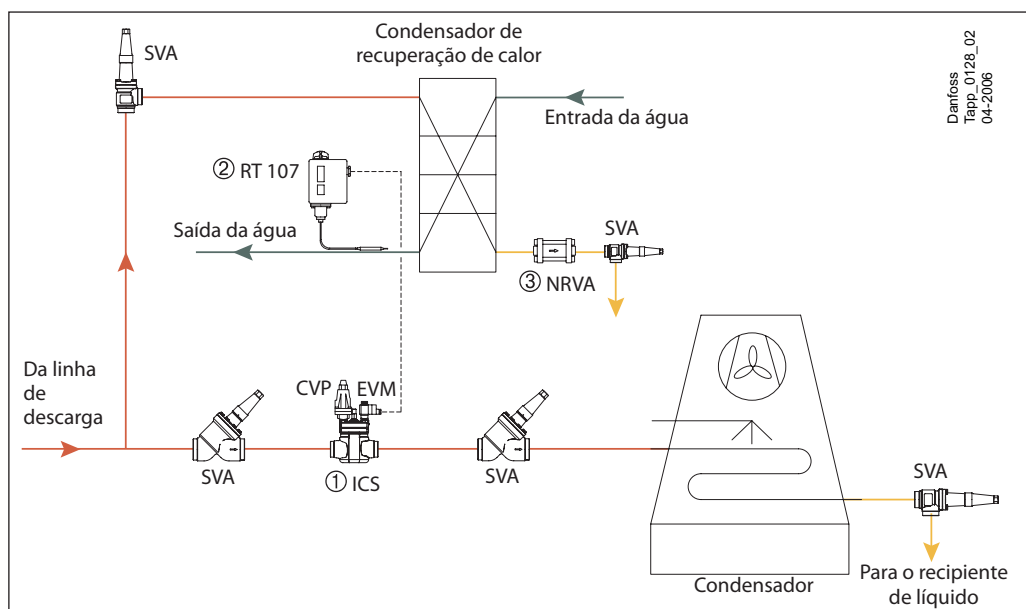 Condensador de
recuperação de calor
SVA
Danfoss
Tapp_0128_02
04-2006
Entrada da água
② RT 107
Saída da água
SVA
③ NRVA
Da linha
de
descarga
CVP
EVM
SVA
① ICS
SVA
SVA
Condensador
Para o recipiente
de líquido